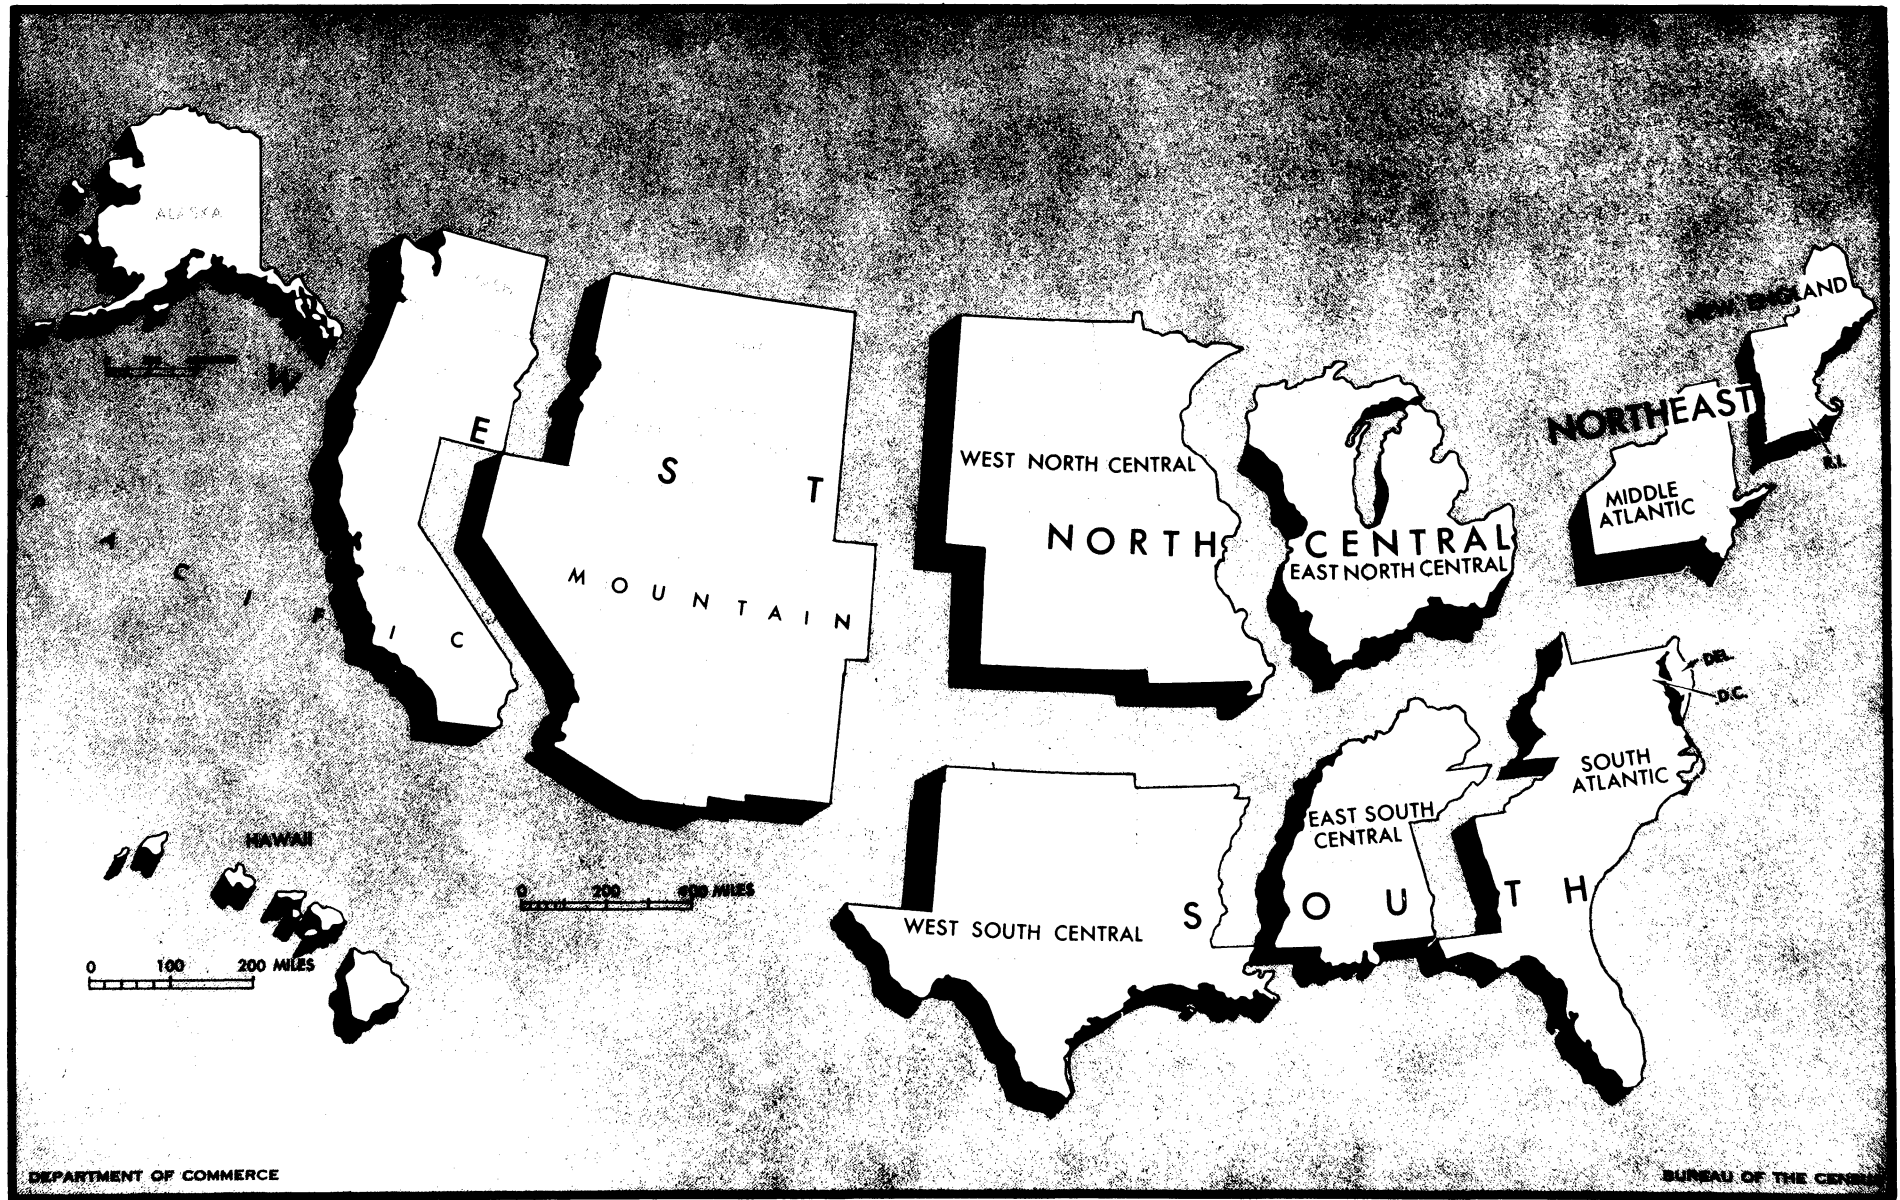 ALASKA
WASH
NEW ENGLAND
W E S T
NORTHEAST
R.I.
WEST NORTH CENTRAL
MIDDLE
ATLANTIC
NORTH CENTRAL
EAST NORTH CENTRAL
P A C I F I C
MOUNTAIN
DEL.
D.C.
SOUTH
ATLANTIC
EAST SOUTH
CENTRAL
HAWAII
0 200 400 MILES
WEST SOUTH CENTRAL
S O U T H
0 100 200 MILES
DEPARTMENT OF COMMERCE
BUREAU OF THE CENSUS